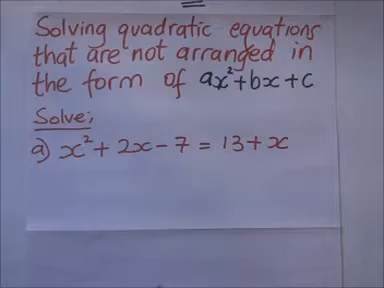 Solving quadratic equations
that are not arranged in
the form of ax²+bx+c
Solve;
a) x²+2x-7=13+x